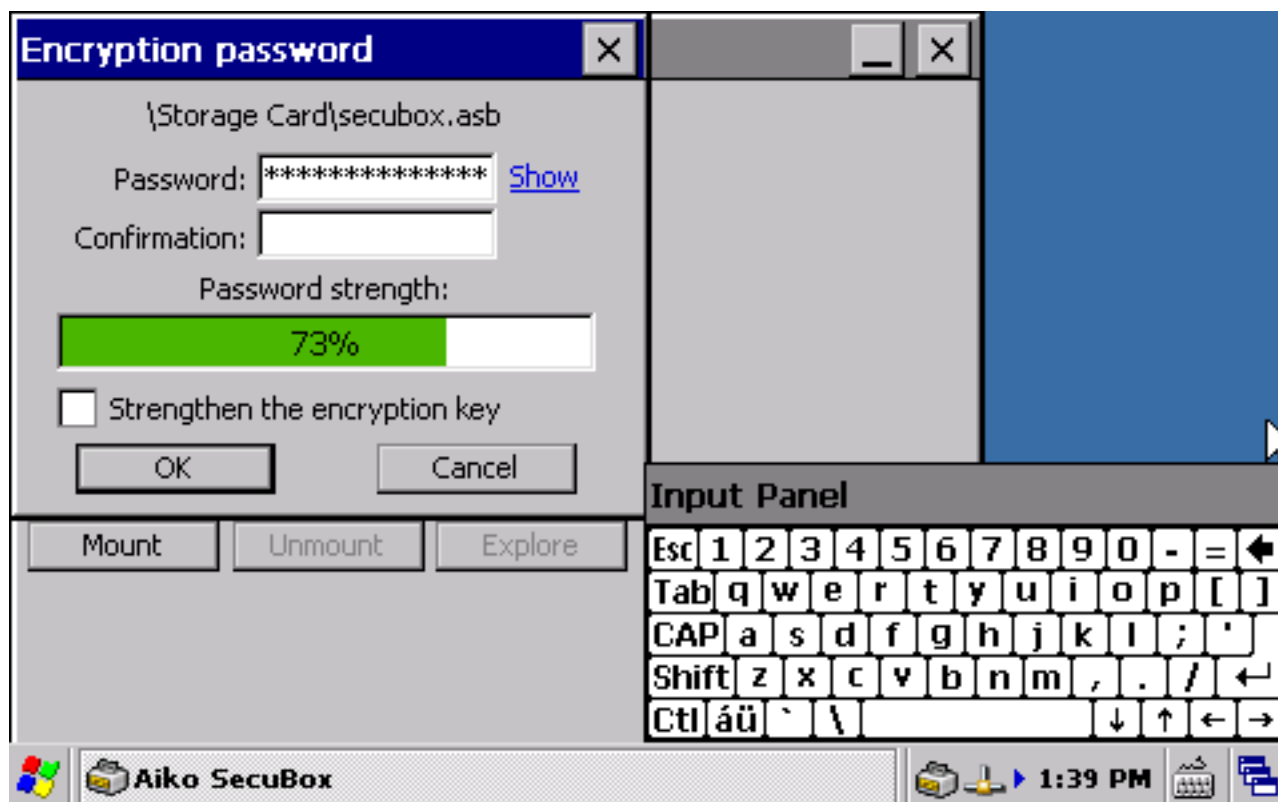 Encryption password
\Storage Card\secubox.asb
Password: ************** Show
Confirmation:
Password strength:
73%
Strengthen the encryption key
OK Cancel
Mount Unmount Explore
Input Panel
Esc 1 2 3 4 5 6 7 8 9 0 - =
Tab q w e r t y u i o p [ ]
CAP a s d f g h j k l ; '
Shift z x c v b n m , . /
Ctl áü ` \
Aiko SecuBox 1:39 PM